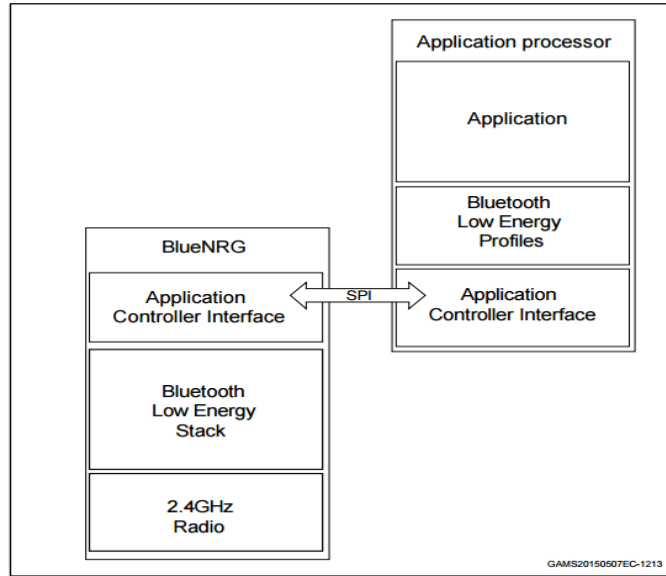 Application processor
Application
Bluetooth
Low Energy
Profiles
Application
Controller Interface
SPI
BlueNRG
Application
Controller Interface
Bluetooth
Low Energy
Stack
2.4GHz
Radio
GAMS20150507EC-1213